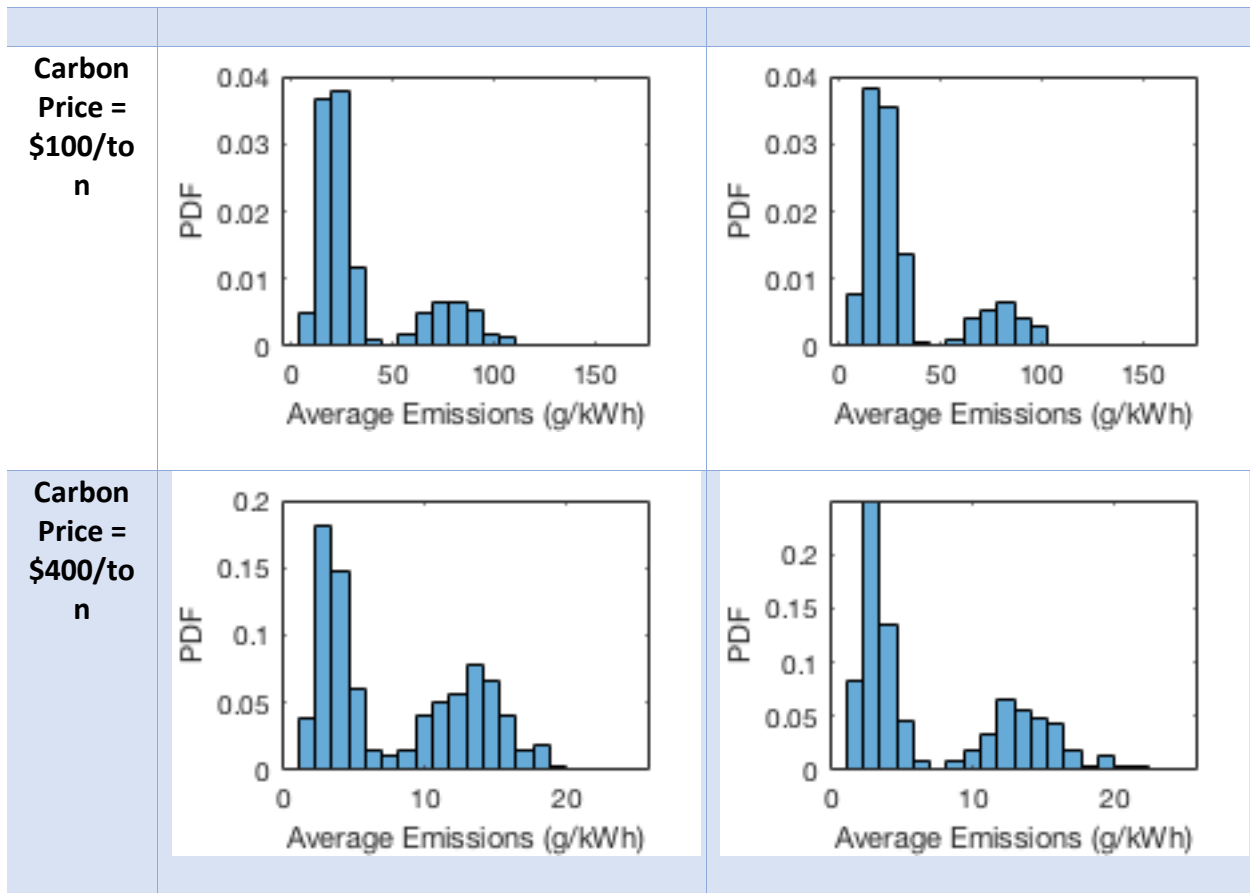 Carbon
Price =
$100/to
n
0.04
0.03
0.02
0.01
0
PDF
0 50 100 150
Average Emissions (g/kWh)
0.04
0.03
0.02
0.01
0
PDF
0 50 100 150
Average Emissions (g/kWh)
Carbon
Price =
$400/to
n
0.2
0.15
0.1
0.05
0
PDF
0 10 20
Average Emissions (g/kWh)
0.2
0.15
0.1
0.05
0
PDF
0 10 20
Average Emissions (g/kWh)